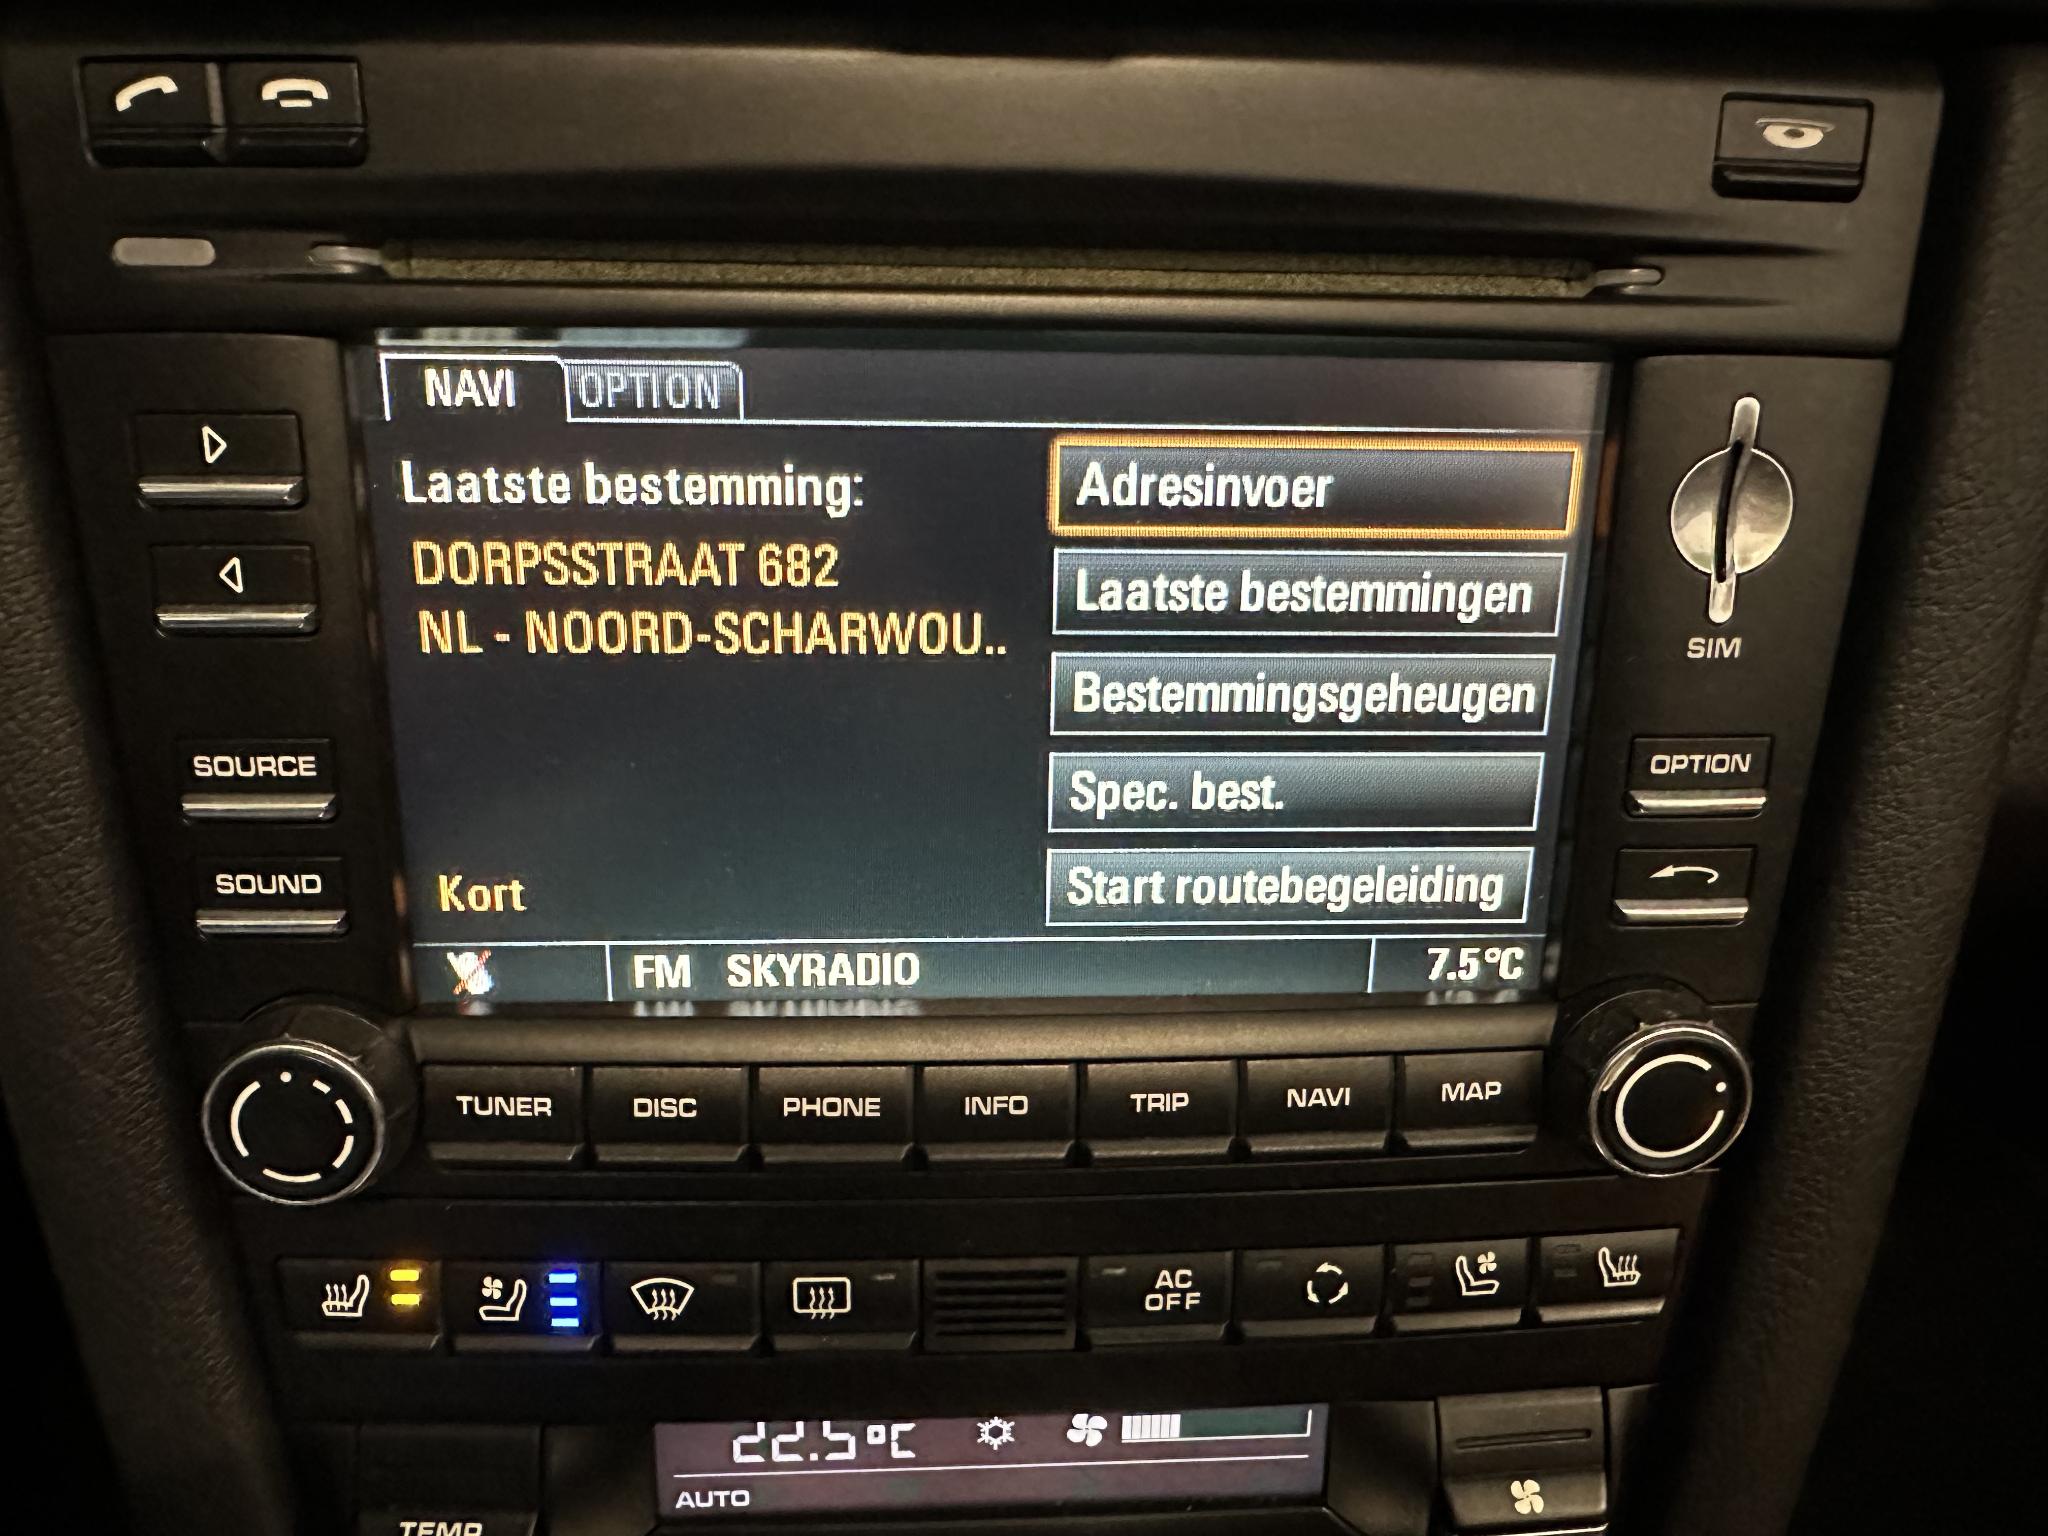 NAVI OPTION
Laatste bestemming:
DORPSSTRAAT 682
NL - NOORD-SCHARWOU..
Kort
Adresinvoer
Laatste bestemmingen
Bestemmingsgeheugen
Spec. best.
Start routebegeleiding
FM SKYRADIO 7.5°C
SOURCE
SOUND
SIM
OPTION
TUNER DISC PHONE INFO TRIP NAVI MAP
AC
OFF
22.5°C
AUTO
TEMP